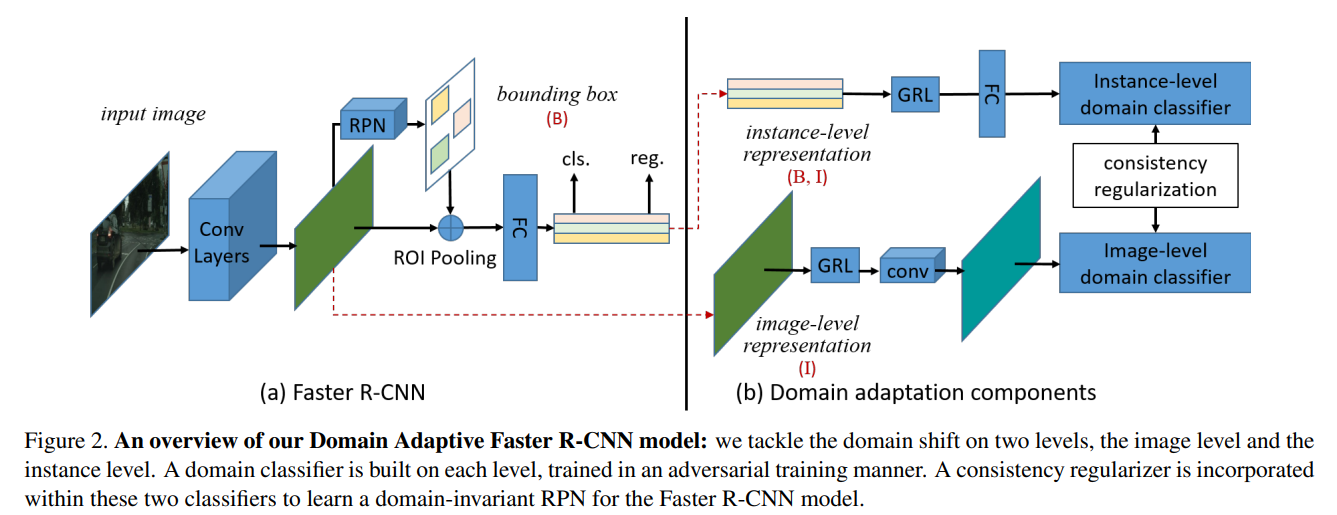 input image
Conv
Layers
RPN
bounding box
(B)
ROI Pooling
FC
cls.
reg.
(a) Faster R-CNN
instance-level
representation
(B, I)
GRL
FC
Instance-level
domain classifier
consistency
regularization
image-level
representation
(I)
GRL
conv
Image-level
domain classifier
(b) Domain adaptation components
Figure 2. An overview of our Domain Adaptive Faster R-CNN model: we tackle the domain shift on two levels, the image level and the
instance level. A domain classifier is built on each level, trained in an adversarial training manner. A consistency regularizer is incorporated
within these two classifiers to learn a domain-invariant RPN for the Faster R-CNN model.